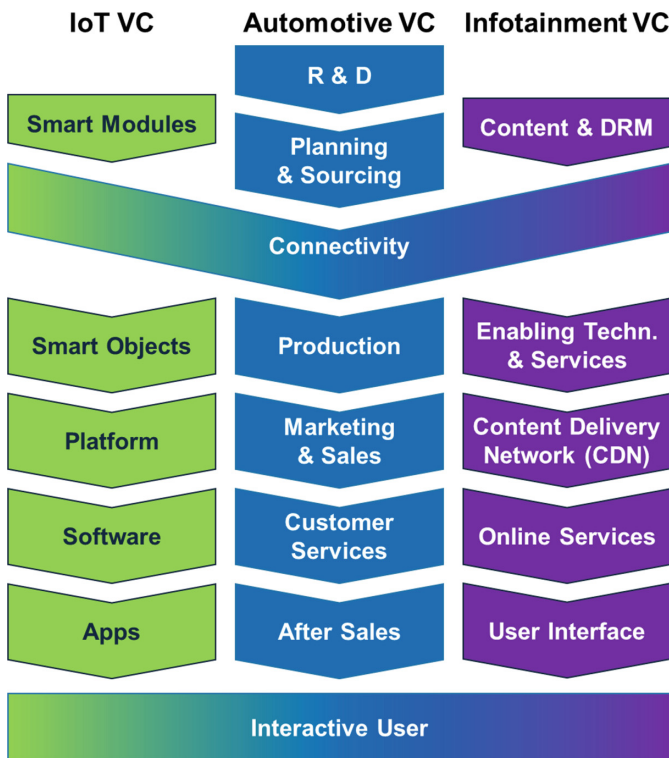 IoT VC
Automotive VC
Infotainment VC
R & D
Smart Modules
Planning
& Sourcing
Content & DRM
Connectivity
Smart Objects
Production
Enabling Techn.
& Services
Platform
Marketing
& Sales
Content Delivery
Network (CDN)
Software
Customer
Services
Online Services
Apps
After Sales
User Interface
Interactive User